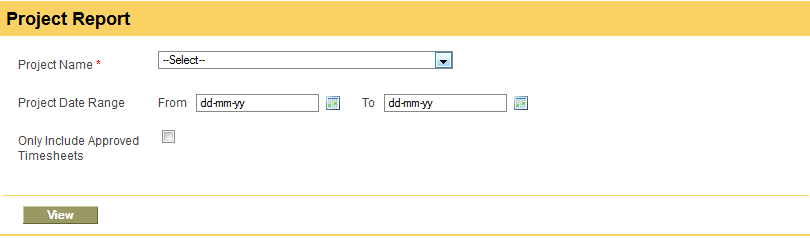 Project Report
Project Name * --Select--
Project Date Range From dd-mm-yy To dd-mm-yy
Only Include Approved
Timesheets
View